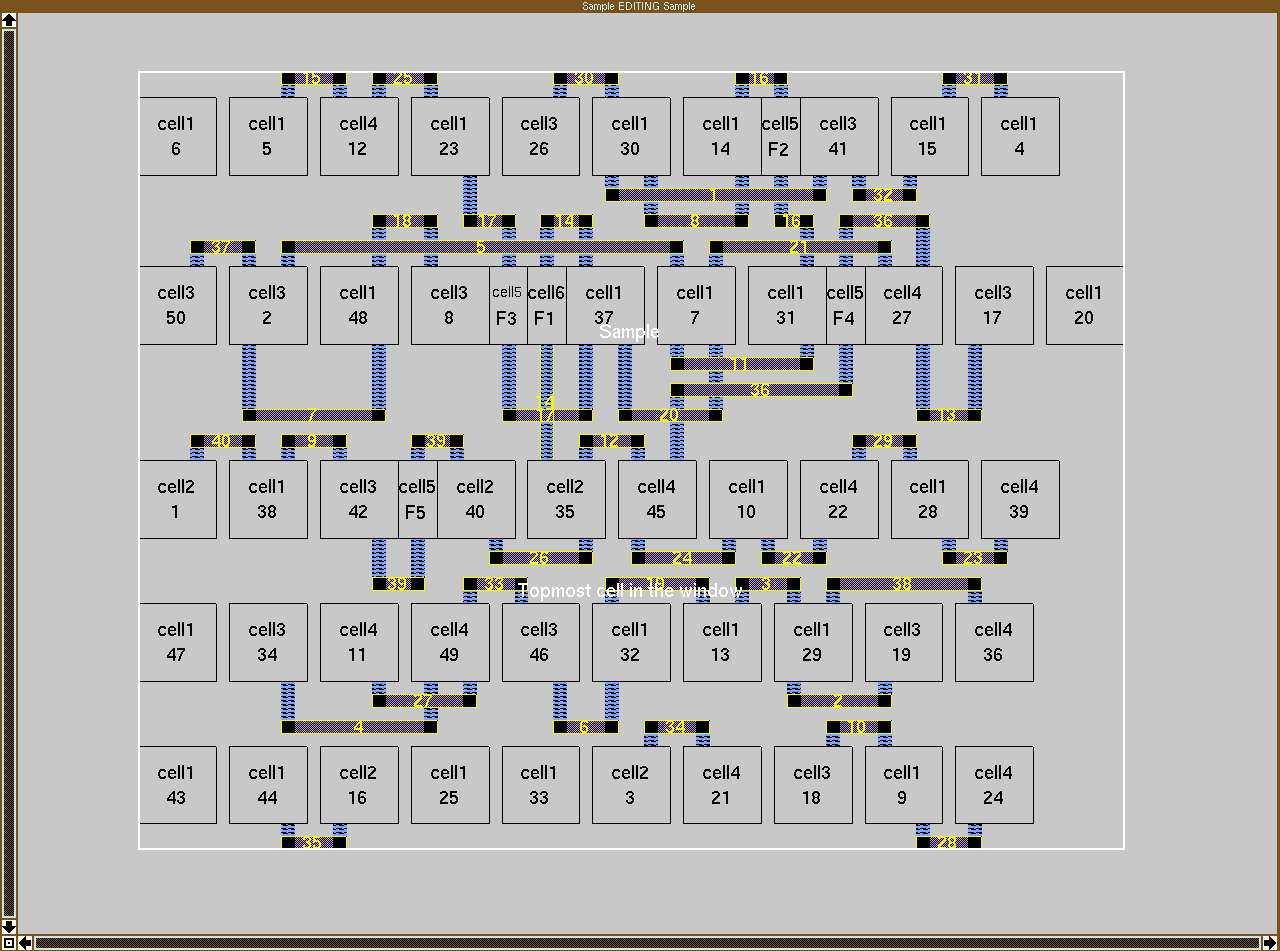 Sample EDITING Sample
15 25 30 16 31
cell1 cell1 cell4 cell1 cell3 cell1 cell1 cell5 cell3 cell1 cell1
6 5 12 23 26 30 14 F2 41 15 4
1 32
18 17 14 8 16 36
37 5 21
cell3 cell3 cell1 cell3 cell5 cell6 cell1 cell1 cell1 cell5 cell4 cell3 cell1
50 2 48 8 F3 F1 37 7 31 F4 27 17 20
Sample
11
36
14
7 17 20 13
40 9 39 12 29
cell2 cell1 cell3 cell5 cell2 cell2 cell4 cell1 cell4 cell1 cell4
1 38 42 F5 40 35 45 10 22 28 39
26 24 22 23
39 33 19 3 38
Topmost cell in the window
cell1 cell3 cell4 cell4 cell3 cell1 cell1 cell1 cell3 cell4
47 34 11 49 46 32 13 29 19 36
27 2
4 6 34 10
cell1 cell1 cell2 cell1 cell1 cell2 cell4 cell3 cell1 cell4
43 44 16 25 33 3 21 18 9 24
35 28